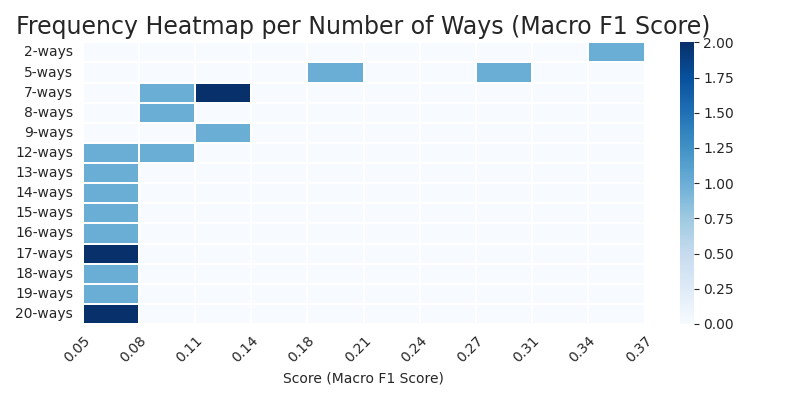 Frequency Heatmap per Number of Ways (Macro F1 Score)
2-ways
5-ways
7-ways
8-ways
9-ways
12-ways
13-ways
14-ways
15-ways
16-ways
17-ways
18-ways
19-ways
20-ways
0.05 0.08 0.11 0.14 0.18 0.21 0.24 0.27 0.31 0.34 0.37
Score (Macro F1 Score)
2.00
1.75
1.50
1.25
1.00
0.75
0.50
0.25
0.00